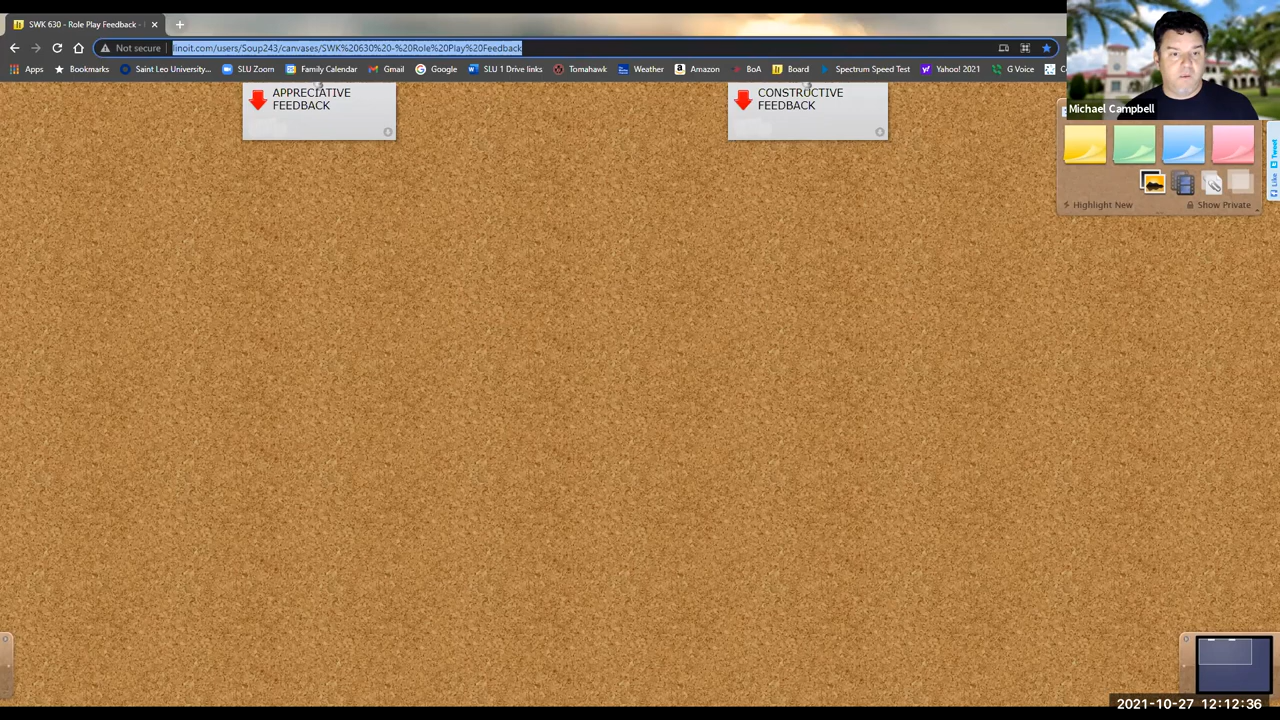 SWK 630 - Role Play Feedback -
Not secure
linoit.com/users/Soup243/canvases/SWK%20630%20-%20Role%20Play%20Feedback
Apps
Bookmarks
Saint Leo University...
SLU Zoom
Family Calendar
Gmail
Google
SLU 1 Drive links
Tomahawk
Weather
Amazon
BoA
Board
Spectrum Speed Test
Yahoo! 2021
G Voice
APPRECIATIVE
FEEDBACK
CONSTRUCTIVE
FEEDBACK
Michael Campbell
Tweet
Like
Highlight New
Show Private
2021-10-27 12:12:36